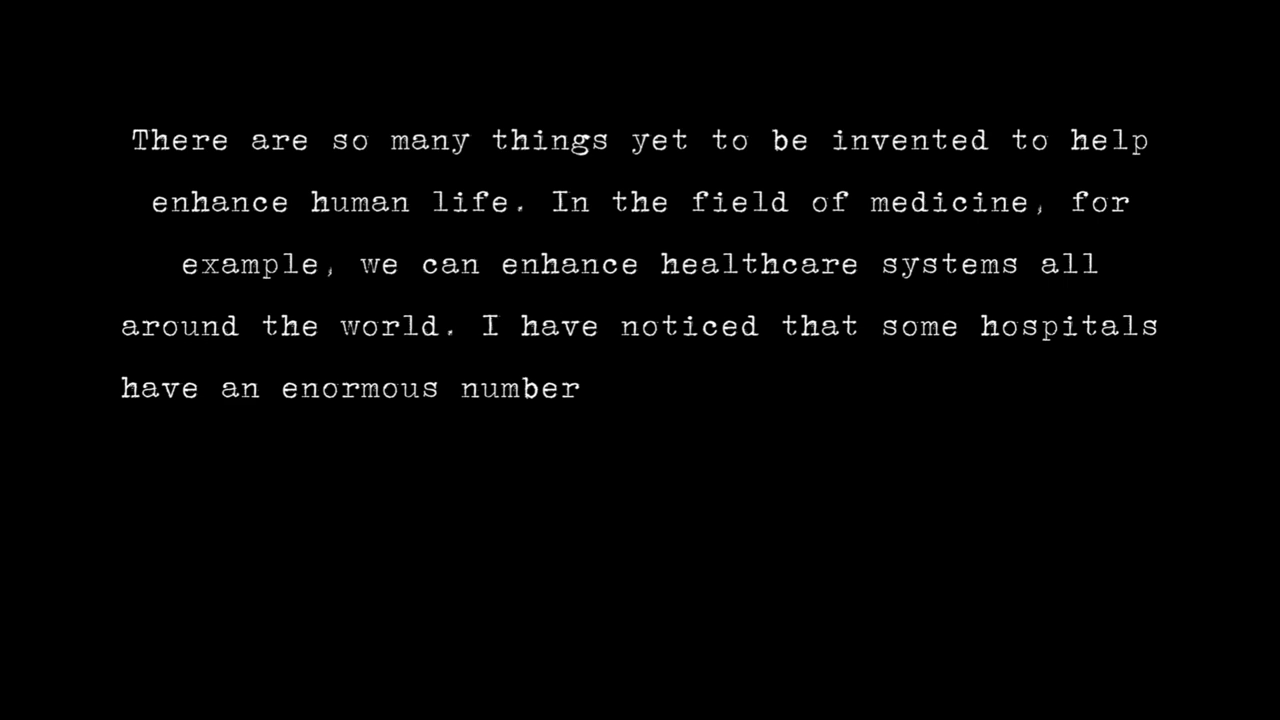 There are so many things yet to be invented to help
enhance human life. In the field of medicine, for
example, we can enhance healthcare systems all
around the world. I have noticed that some hospitals
have an enormous number